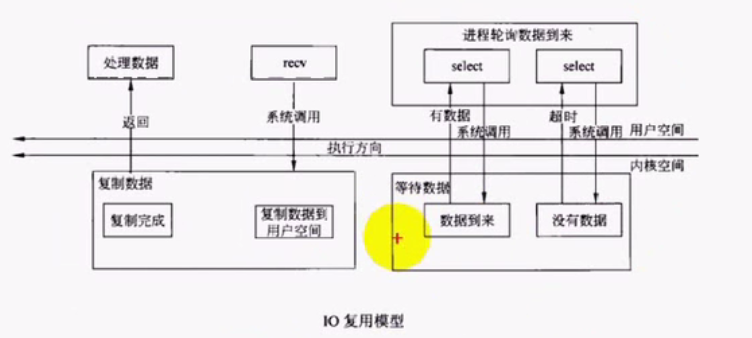 进程轮询数据到来
处理数据
recv
select
select
返回
系统调用
有数据
系统调用
超时
系统调用
用户空间
执行方向
内核空间
复制数据
等待数据
复制完成
复制数据到
用户空间
数据到来
没有数据
IO 复用模型